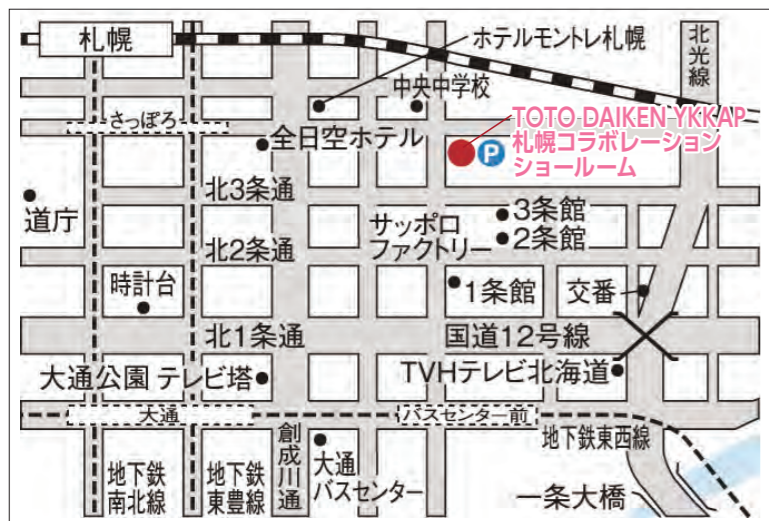 札幌
ホテルモントレ札幌
北光線
中央中学校
さっぽろ
全日空ホテル
P
TOTO DAIKEN YKKAP
札幌コラボレーション
ショールーム
北3条通
道庁
サッポロ
ファクトリー
3条館
2条館
北2条通
時計台
1条館
交番
北1条通
国道12号線
大通公園 テレビ塔
TVHテレビ北海道
大通
バスセンター前
地下鉄東西線
地下鉄
南北線
地下鉄
東豊線
創成川通
大通
バスセンター
一条大橋